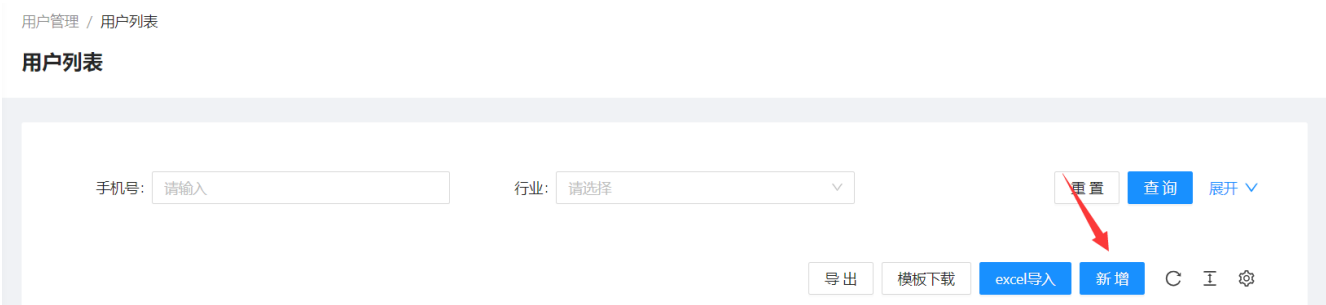 用户管理 / 用户列表
用户列表
手机号: 请输入 行业: 请选择 重置 查询 展开
导出 模板下载 excel导入 新增